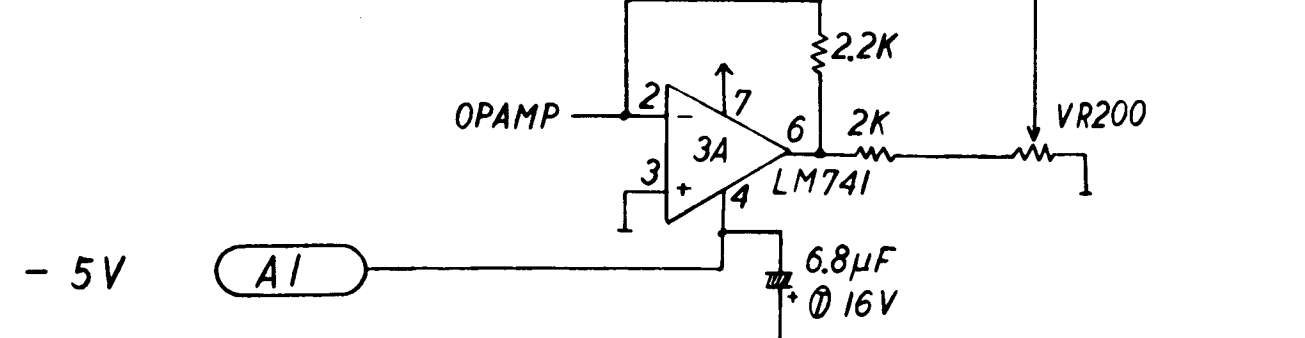 2.2K
OPAMP
2
7
VR200
-
3A
6
2K
3
+
4
LM741
- 5V
A1
6.8µF
+
Ⓣ 16V